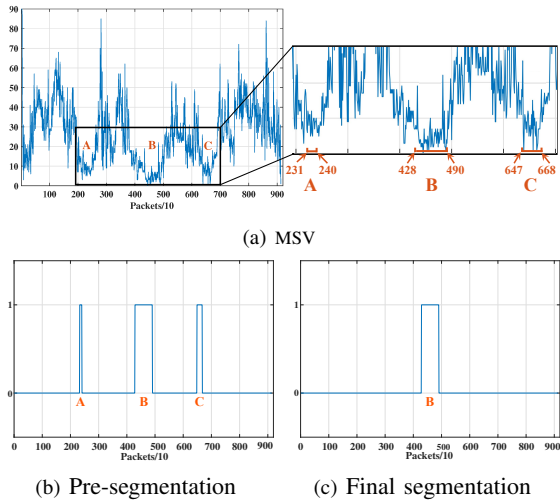 90
80
70
60
50
40
30
20
10
0
A B C
100 200 300 400 500 600 700 800 900
Packets/10
231 240 428 490 647 668
A B C
(a) MSV
1
0
A B C
0 100 200 300 400 500 600 700 800 900
Packets/10
(b) Pre-segmentation
1
0
B
0 100 200 300 400 500 600 700 800 900
Packets/10
(c) Final segmentation